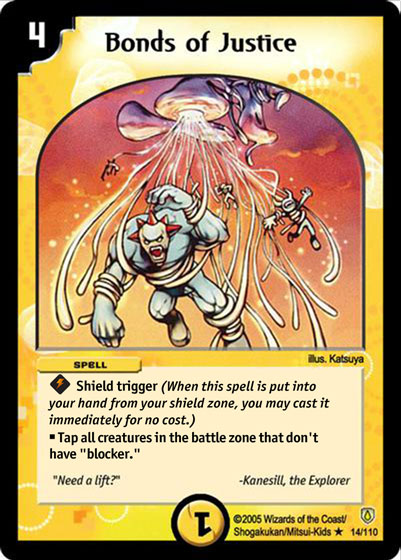 4
Bonds of Justice
illus. Katsuya
SPELL
Shield trigger (When this spell is put into
your hand from your shield zone, you may cast it
immediately for no cost.)
▪ Tap all creatures in the battle zone that don't
have "blocker."
"Need a lift?" -Kanesill, the Explorer
1
©2005 Wizards of the Coast/
Shogakukan/Mitsui-Kids ★ 14/110